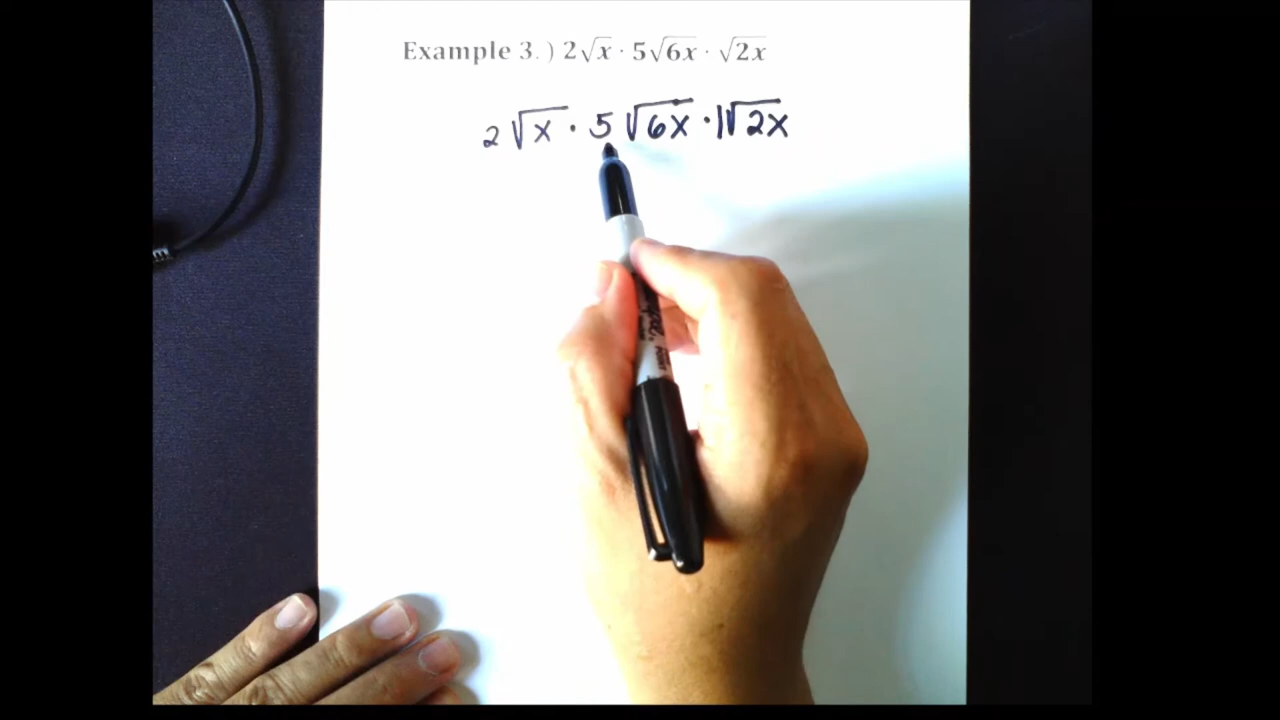 Example 3.) 2√x · 5√6x · √2x
2√x · 5√6x · 1√2x